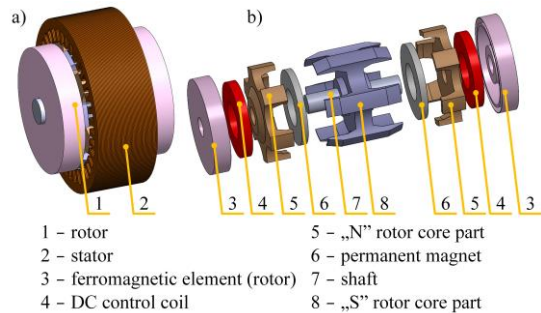 a)
b)
1 2 3 4 5 6 7 8 6 5 4 3
1 – rotor
2 – stator
3 – ferromagnetic element (rotor)
4 – DC control coil
5 – „N” rotor core part
6 – permanent magnet
7 – shaft
8 – „S” rotor core part